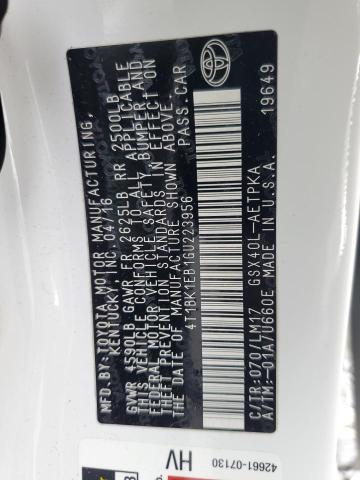 MFD.BY:TOYOTA MOTOR MANUFACTURING,
KENTUCKY, INC. 04/16
GVWR 4590LB GAWR FR 2625LB RR 2500LB
THIS VEHICLE CONFORMS TO ALL APPLICABLE
FEDERAL MOTOR VEHICLE SAFETY, BUMPER,AND
THEFT PREVENTION STANDARDS IN EFFECT ON
THE DATE OF MANUFACTURE SHOWN ABOVE.
4T1BK1EB1GU223956 PASS.CAR
C/TR:070/LM17 GSX40L-AETPKA
A/TM:-01A/U660E MADE IN U.S.A. 19649
42661-07130
HV